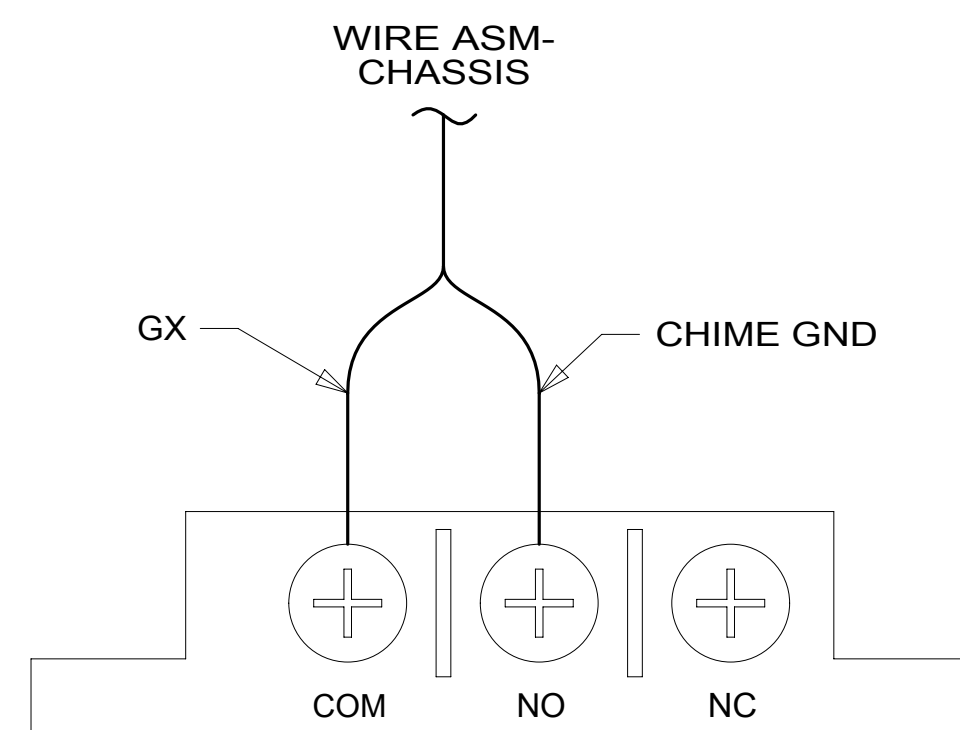 WIRE ASM-
CHASSIS
GX
CHIME GND
COM
NO
NC